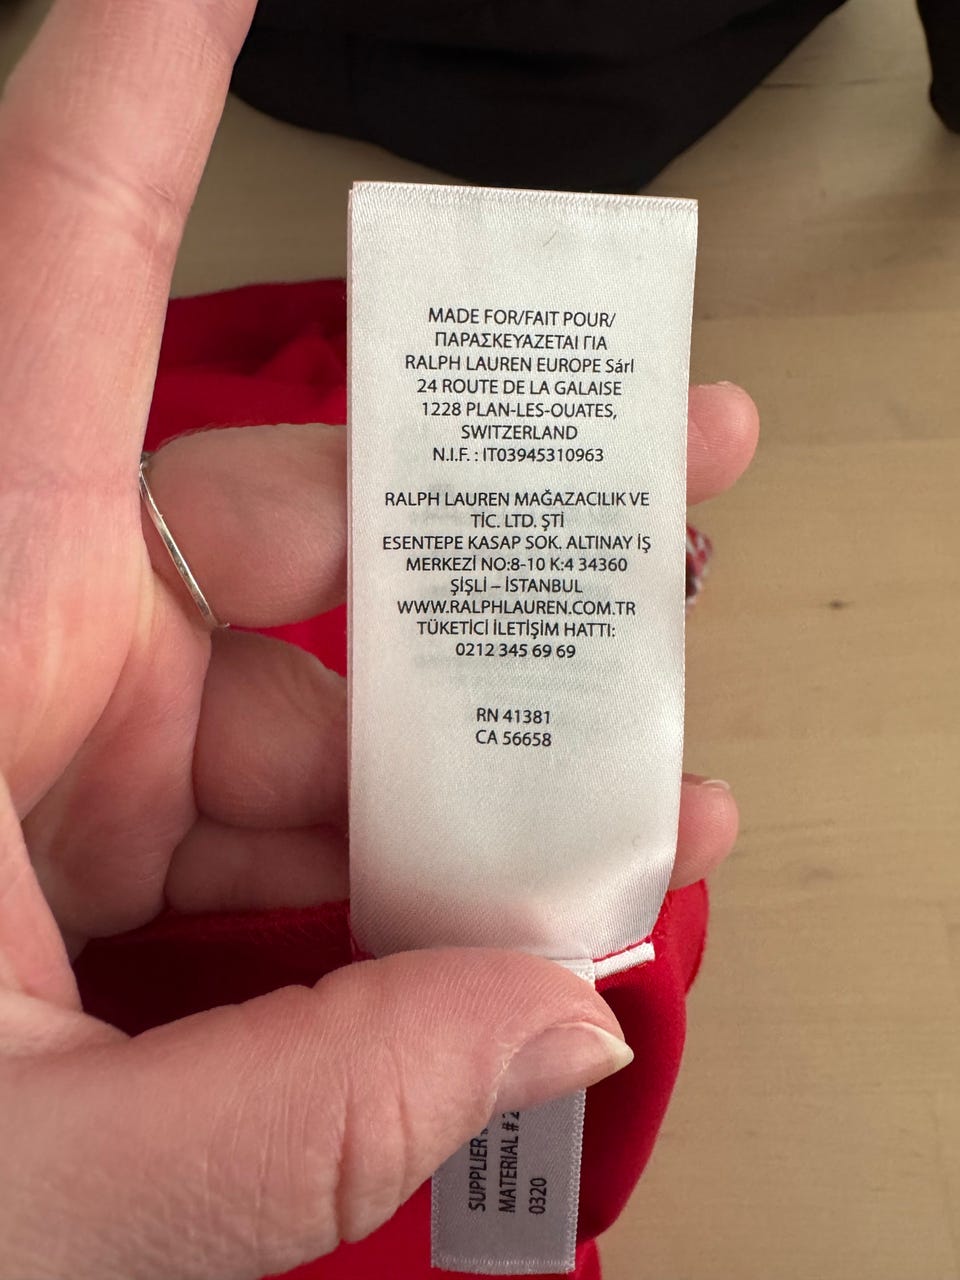 MADE FOR/FAIT POUR/
ΠΑΡΑΣΚΕΥΑΖΕΤΑΙ ΓΙΑ
RALPH LAUREN EUROPE Sárl
24 ROUTE DE LA GALAISE
1228 PLAN-LES-OUATES,
SWITZERLAND
N.I.F. : IT03945310963
RALPH LAUREN MAĞAZACILIK VE
TİC. LTD. ŞTİ
ESENTEPE KASAP SOK. ALTINAY İŞ
MERKEZİ NO:8-10 K:4 34360
ŞİŞLİ – İSTANBUL
WWW.RALPHLAUREN.COM.TR
TÜKETİCİ İLETİŞİM HATTI:
0212 345 69 69
RN 41381
CA 56658
SUPPLIER
MATERIAL # 2
0320